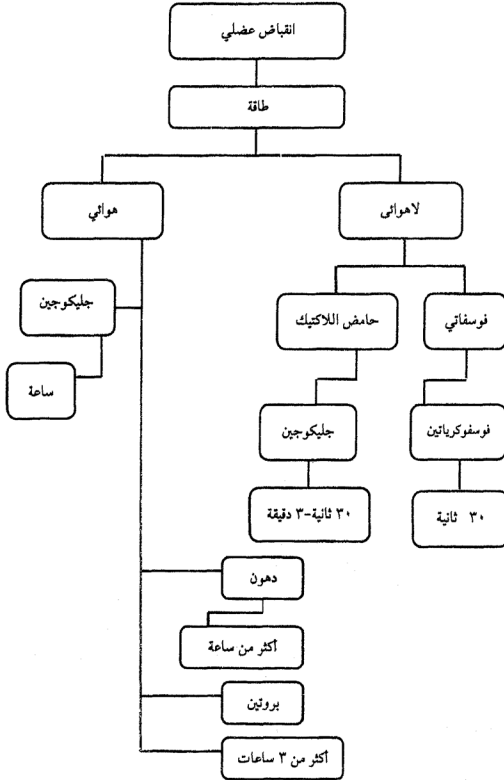 انقباض عضلي
طاقة
لاهوائى
هوائي
فوسفاتي
حامض اللاكتيك
جليكوجين
فوسفوكرياتين
جليكوجين
ساعة
٣٠ ثانية
٣٠ ثانية-٣ دقيقة
دهون
أكثر من ساعة
بروتين
أكثر من ٣ ساعات